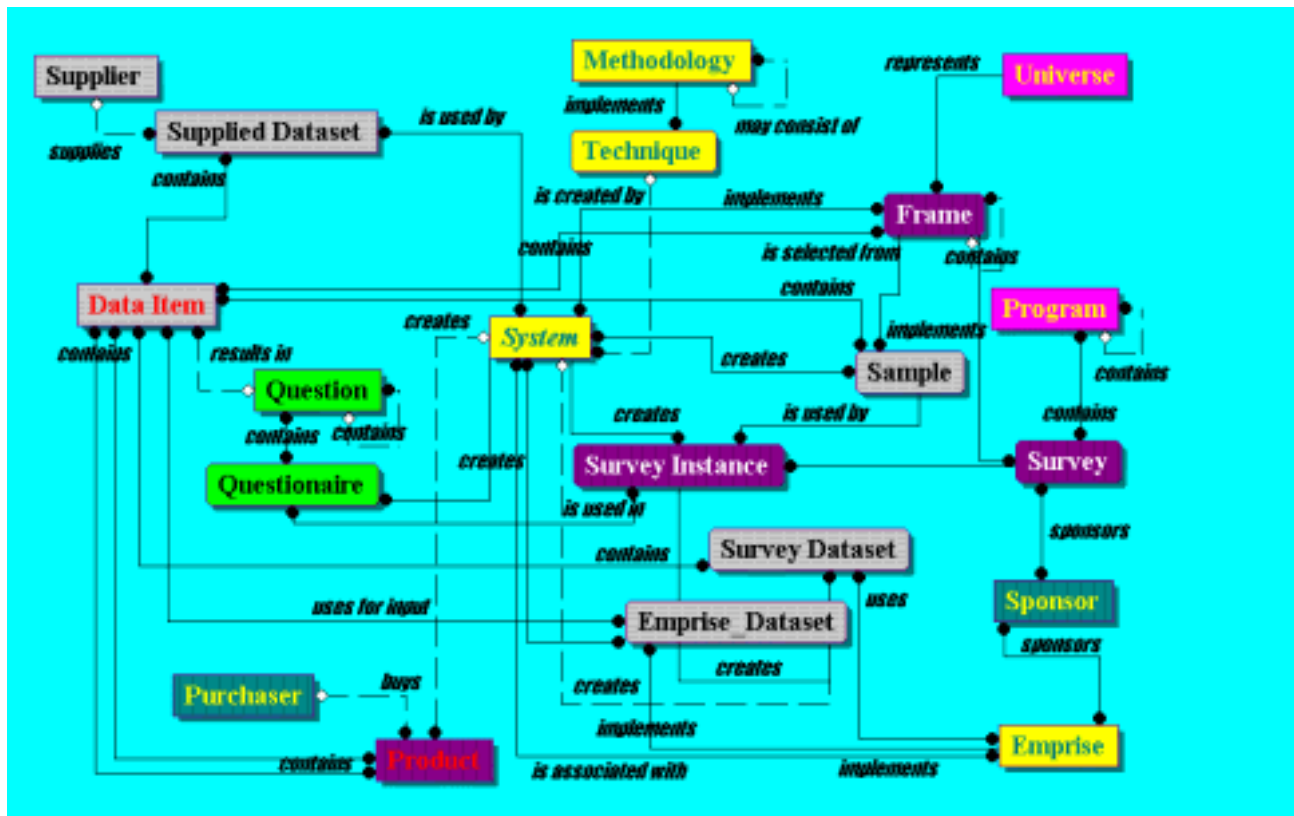 Methodology
represents
Universe
Supplier
implements
is used by
Supplied Dataset
may consist of
supplies
Technique
contains
is created by
implements
Frame
contains
is selected from
contains
Data Item
contains
Program
creates
System
implements
contains
results in
creates
Sample
contains
Question
creates
is used by
contains
contains
contains
creates
Survey Instance
Survey
Questionaire
is used in
sponsors
contains
Survey Dataset
uses for input
uses
Sponsor
Emprise_Dataset
sponsors
creates
buys
creates
Purchaser
implements
Emprise
Product
contains
is associated with
implements